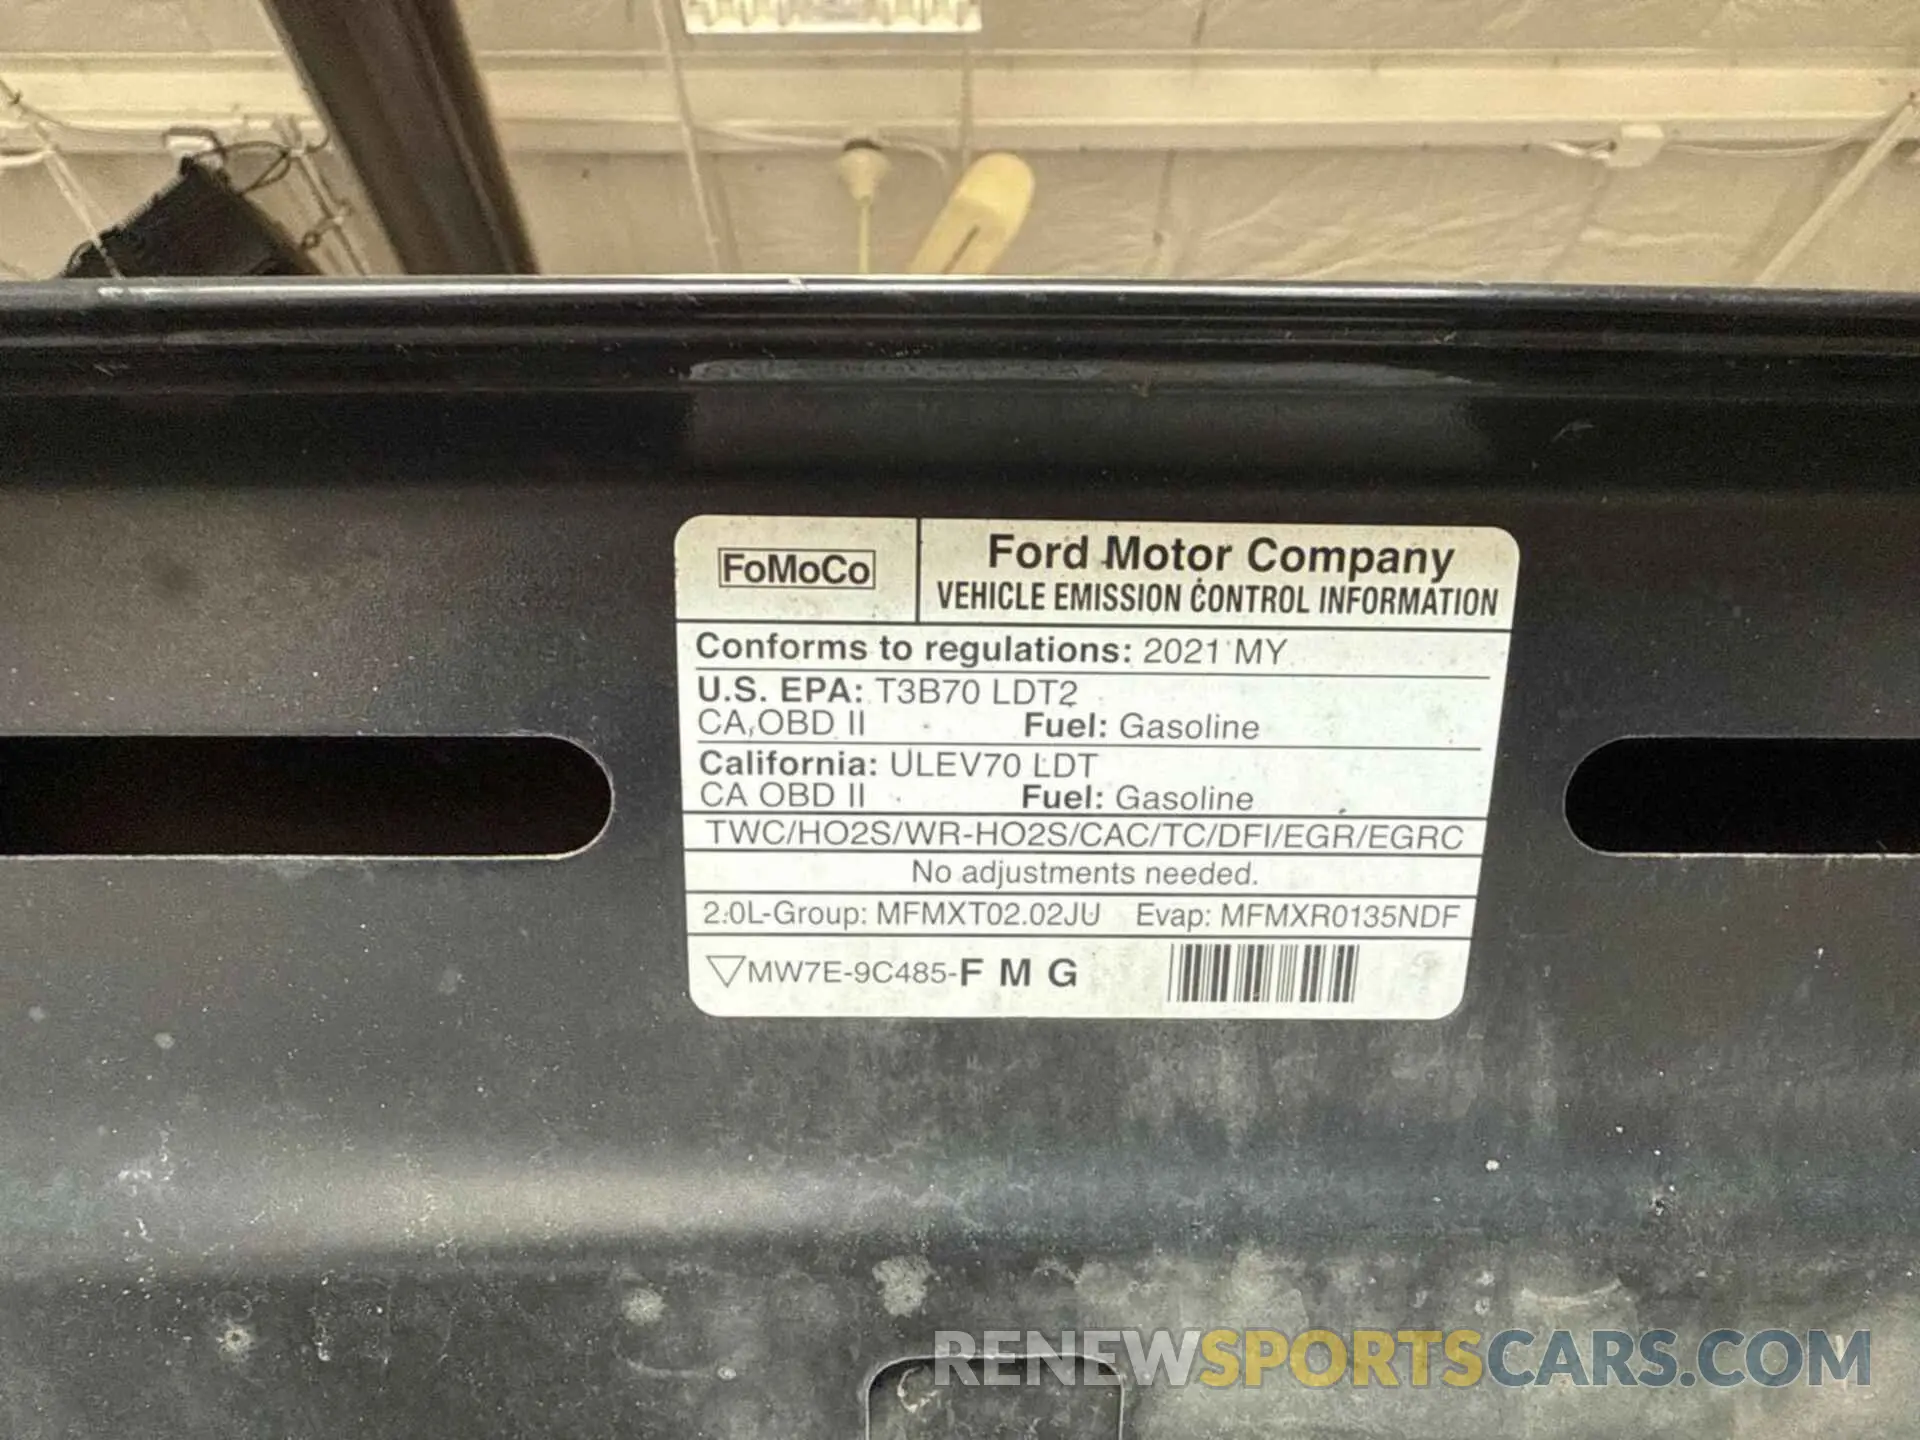 FoMoCo
Ford Motor Company
VEHICLE EMISSION CONTROL INFORMATION
Conforms to regulations: 2021 MY
U.S. EPA: T3B70 LDT2
CA OBD II Fuel: Gasoline
California: ULEV70 LDT
CA OBD II Fuel: Gasoline
TWC/HO2S/WR-HO2S/CAC/TC/DFI/EGR/EGRC
No adjustments needed.
2.0L-Group: MFMXT02.02JU Evap: MFMXR0135NDF
MW7E-9C485-F M G
RENEWSPORTSCARS.COM